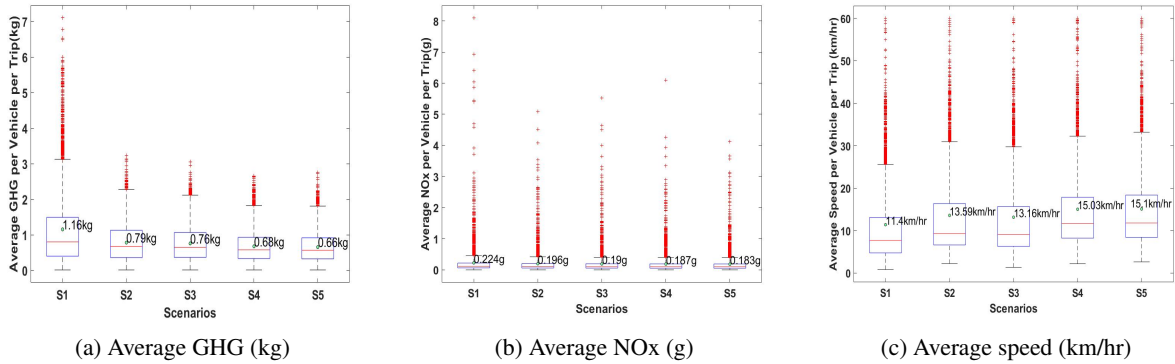 Average GHG per Vehicle per Trip(kg)
7
6
5
4
3
2
1
0
1.16kg
0.79kg
0.76kg
0.68kg
0.66kg
S1 S2 S3 S4 S5
Scenarios
(a) Average GHG (kg)
Average NOx per Vehicle per Trip(g)
8
7
6
5
4
3
2
1
0
0.224g
0.196g
0.19g
0.187g
0.183g
S1 S2 S3 S4 S5
Scenarios
(b) Average NOx (g)
Average Speed per Vehicle per Trip (km/hr)
60
50
40
30
20
10
0
11.4km/hr
13.59km/hr
13.16km/hr
15.03km/hr
15.1km/hr
S1 S2 S3 S4 S5
Scenarios
(c) Average speed (km/hr)